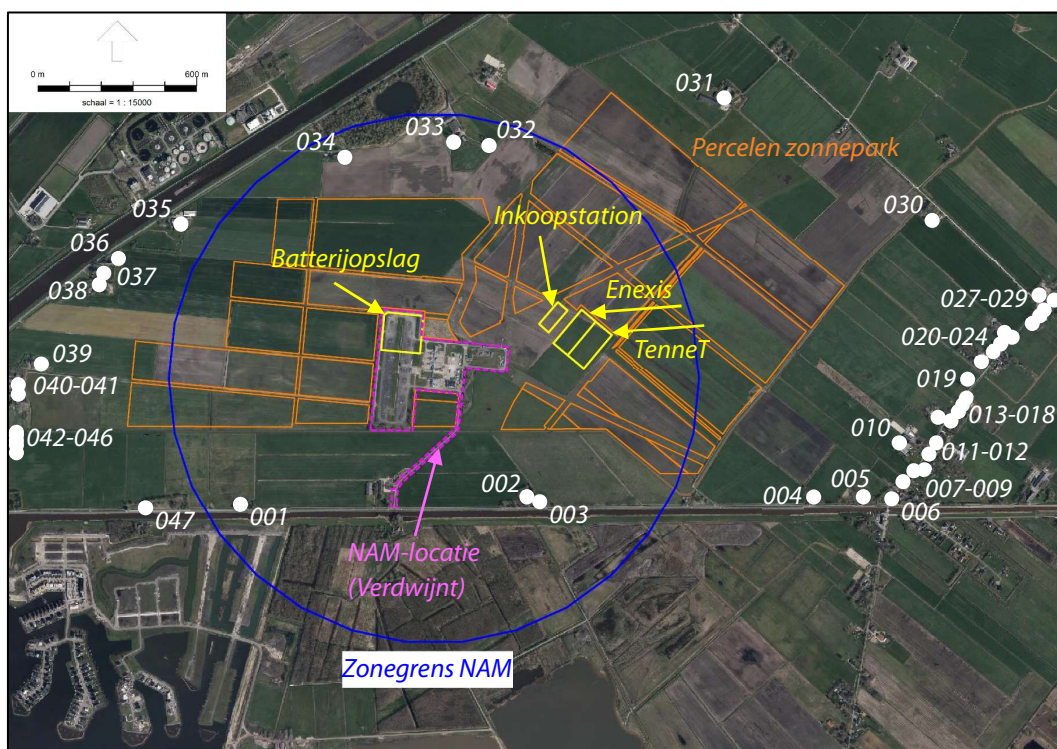 0 m
600 m
schaal = 1 : 15000
031
033
032
034
Percelen zonnepark
035
Inkoopstation
030
036
Batterijopslag
037
Enexis
038
027-029
020-024
TenneT
039
019
040-041
013-018
010
042-046
011-012
002
005
004
007-009
047
001
003
006
NAM-locatie
(Verdwijnt)
Zonegrens NAM